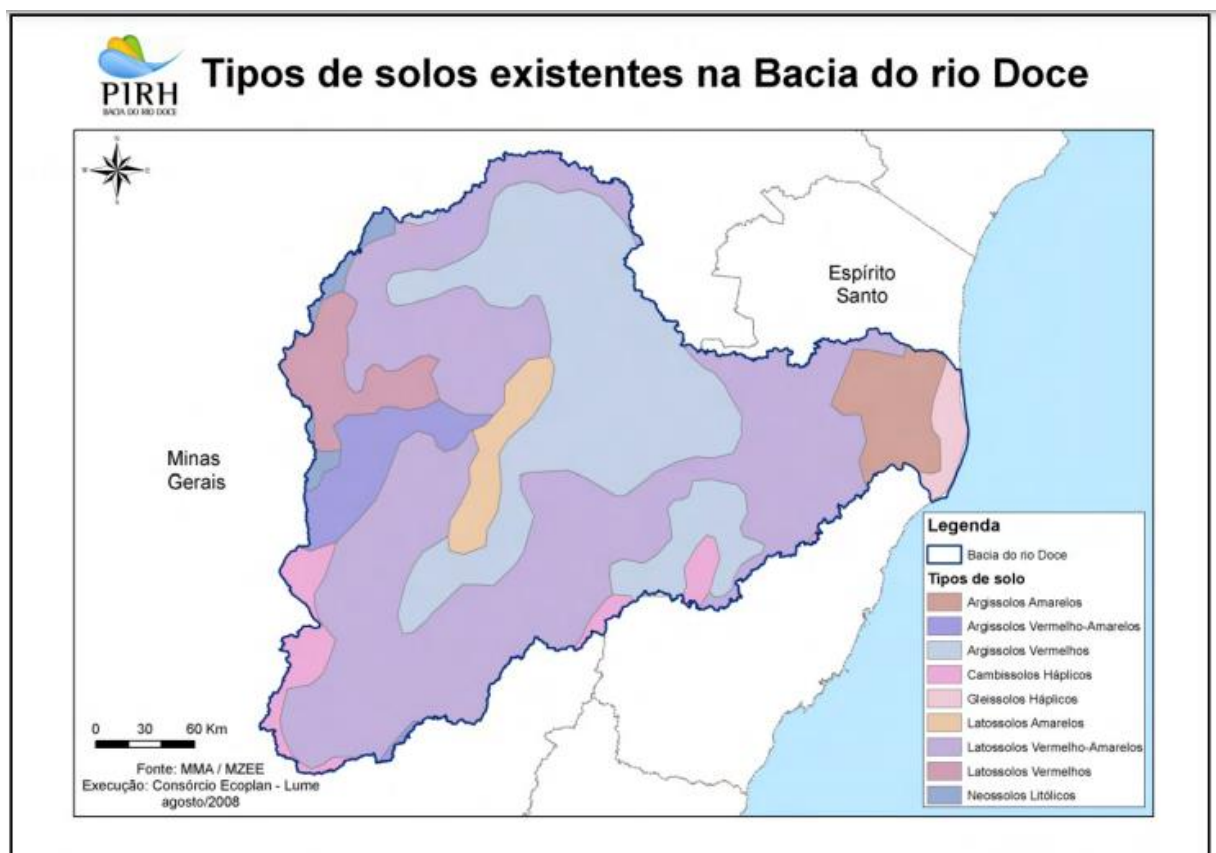 PIRH
BACIA DO RIO DOCE
Tipos de solos existentes na Bacia do rio Doce
Espírito
Santo
Minas
Gerais
Legenda
Bacia do rio Doce
Tipos de solo
Argissolos Amarelos
Argissolos Vermelho-Amarelos
Argissolos Vermelhos
Cambissolos Háplicos
Gleissolos Háplicos
Latossolos Amarelos
Latossolos Vermelho-Amarelos
Latossolos Vermelhos
Neossolos Litólicos
0 30 60 Km
Fonte: MMA / MZEE
Execução: Consórcio Ecoplan - Lume
agosto/2008